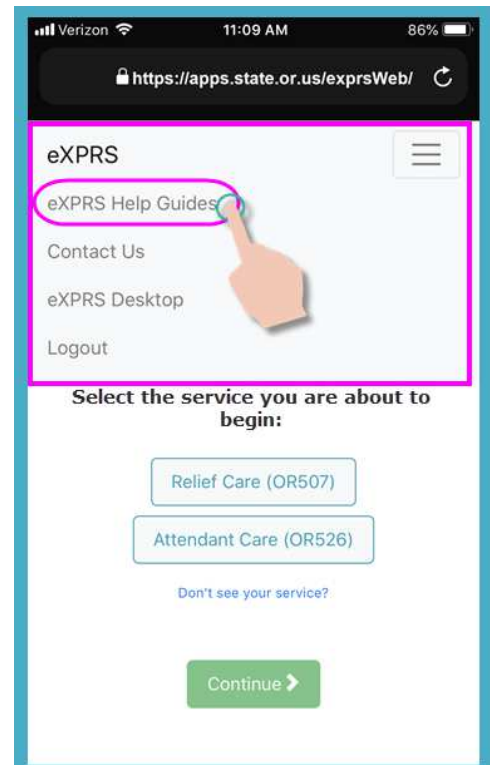 Verizon 11:09 AM 86%
https://apps.state.or.us/exprsWeb/
eXPRS
eXPRS Help Guides
Contact Us
eXPRS Desktop
Logout
Select the service you are about to
begin:
Relief Care (OR507)
Attendant Care (OR526)
Don't see your service?
Continue